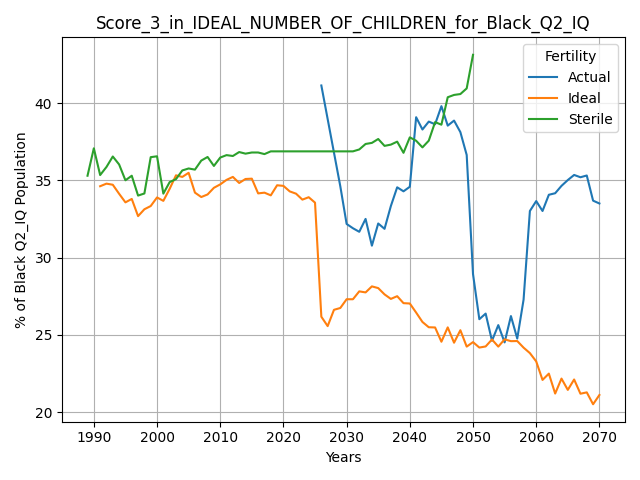 Score_3_in_IDEAL_NUMBER_OF_CHILDREN_for_Black_Q2_IQ
Fertility
Actual
Ideal
Sterile
% of Black Q2_IQ Population
40
35
30
25
20
1990 2000 2010 2020 2030 2040 2050 2060 2070
Years